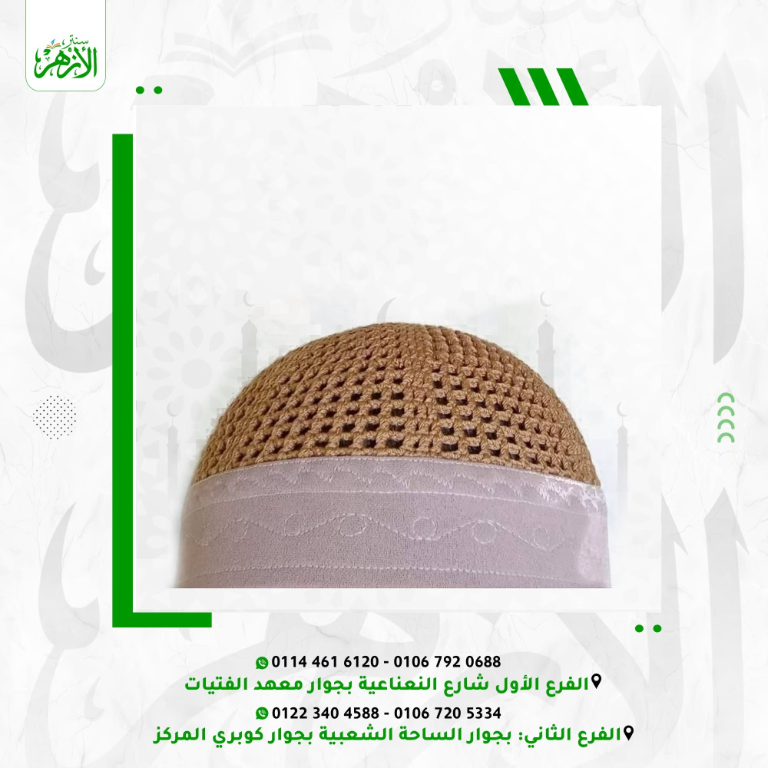 سنتر
الأزهر
0114 461 6120 - 0106 792 0688
الفرع الأول شارع النعناعية بجوار معهد الفتيات
0122 340 4588 - 0106 720 5334
الفرع الثاني: بجوار الساحة الشعبية بجوار كوبري المركز